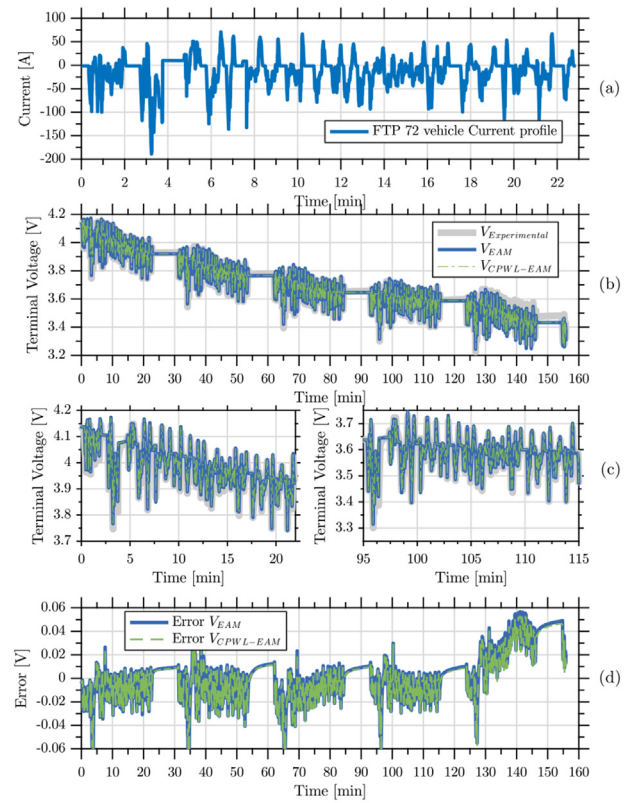 100
50
0
-50
-100
-150
-200
Current [A]
FTP 72 vehicle Current profile
(a)
0 2 4 6 8 10 12 14 16 18 20 22
Time [min]
4.2
4
3.8
3.6
3.4
3.2
Terminal Voltage [V]
V_Experimental
V_EAM
V_CPWL-EAM
(b)
0 10 20 30 40 50 60 70 80 90 100 110 120 130 140 150 160
Time [min]
4.2
4.1
4
3.9
3.8
3.7
Terminal Voltage [V]
0 5 10 15 20
Time [min]
3.7
3.6
3.5
3.4
3.3
Terminal Voltage [V]
95 100 105 110 115
Time [min]
(c)
0.06
0.04
0.02
0
-0.02
-0.04
-0.06
Error [V]
Error V_EAM
Error V_CPWL-EAM
(d)
0 10 20 30 40 50 60 70 80 90 100 110 120 130 140 150 160
Time [min]